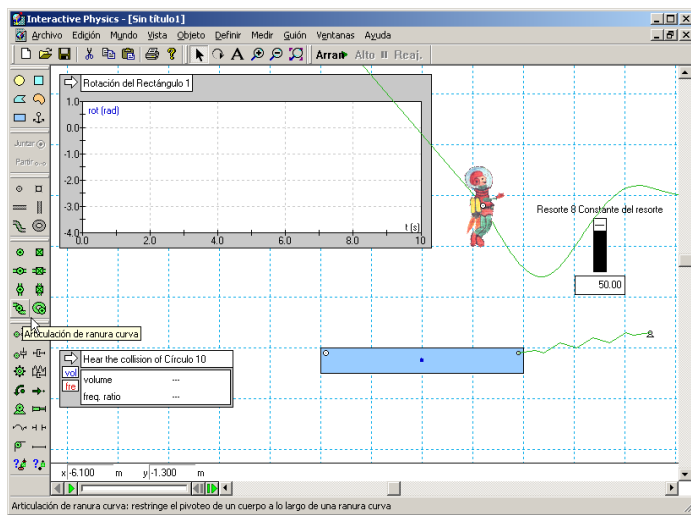 Interactive Physics - [Sin título1]
Archivo Edición Mundo Vista Objeto Definir Medir Guión Ventanas Ayuda
Arran Alto II Reaj.
Rotación del Rectángulo 1
rot (rad)
1.0
0.0
-1.0
-2.0
-3.0
-4.0
0.0 2.0 4.0 6.0 8.0 10
t (s)
Juntar
Partir
Resorte 8 Constante del resorte
50.00
Articulación de ranura curva
Hear the collision of Círculo 10
vol
fre
volume ---
freq. ratio ---
x -6.100 m y -1.300 m
Articulación de ranura curva: restringe el pivoteo de un cuerpo a lo largo de una ranura curva